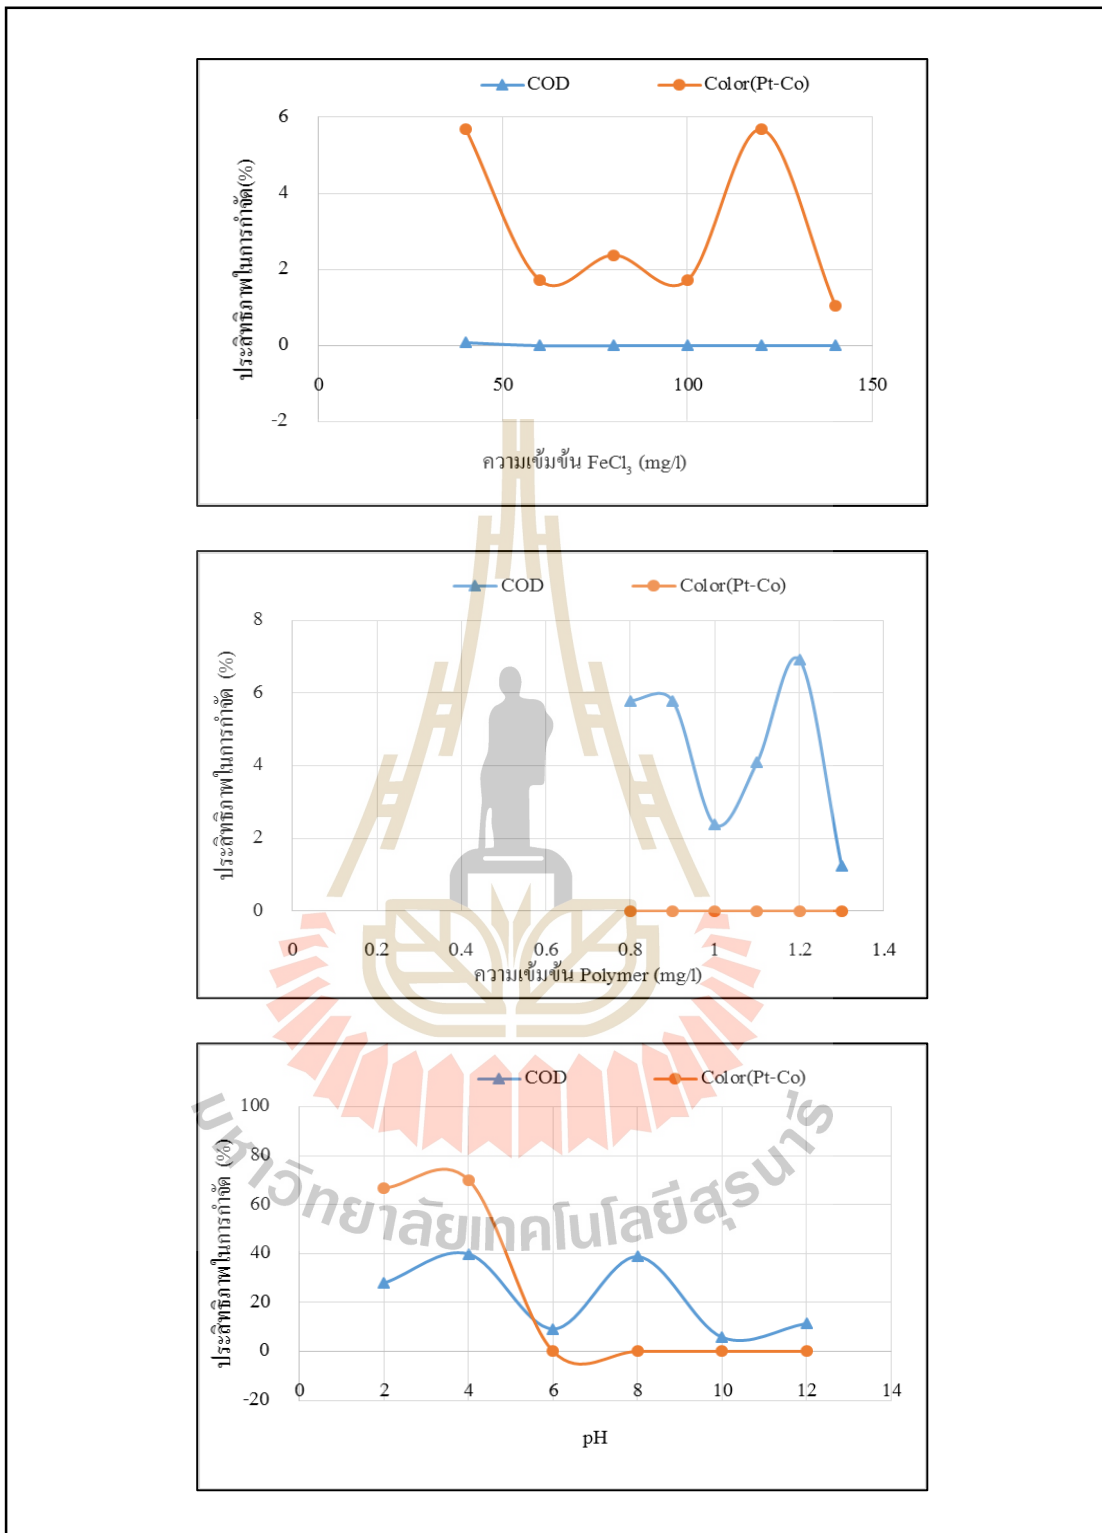 COD Color(Pt-Co)
ประสิทธิภาพในการกำจัด(%)
6
4
2
0
-2
0 50 100 150
ความเข้มข้น FeCl₃ (mg/l)
COD Color(Pt-Co)
ประสิทธิภาพในการกำจัด (%)
8
6
4
2
0
0 0.2 0.4 0.6 0.8 1 1.2 1.4
ความเข้มข้น Polymer (mg/l)
COD Color(Pt-Co)
ประสิทธิภาพในการกำจัด (%)
100
80
60
40
20
0
-20
0 2 4 6 8 10 12 14
pH
มหาวิทยาลัยเทคโนโลยีสุรนารี